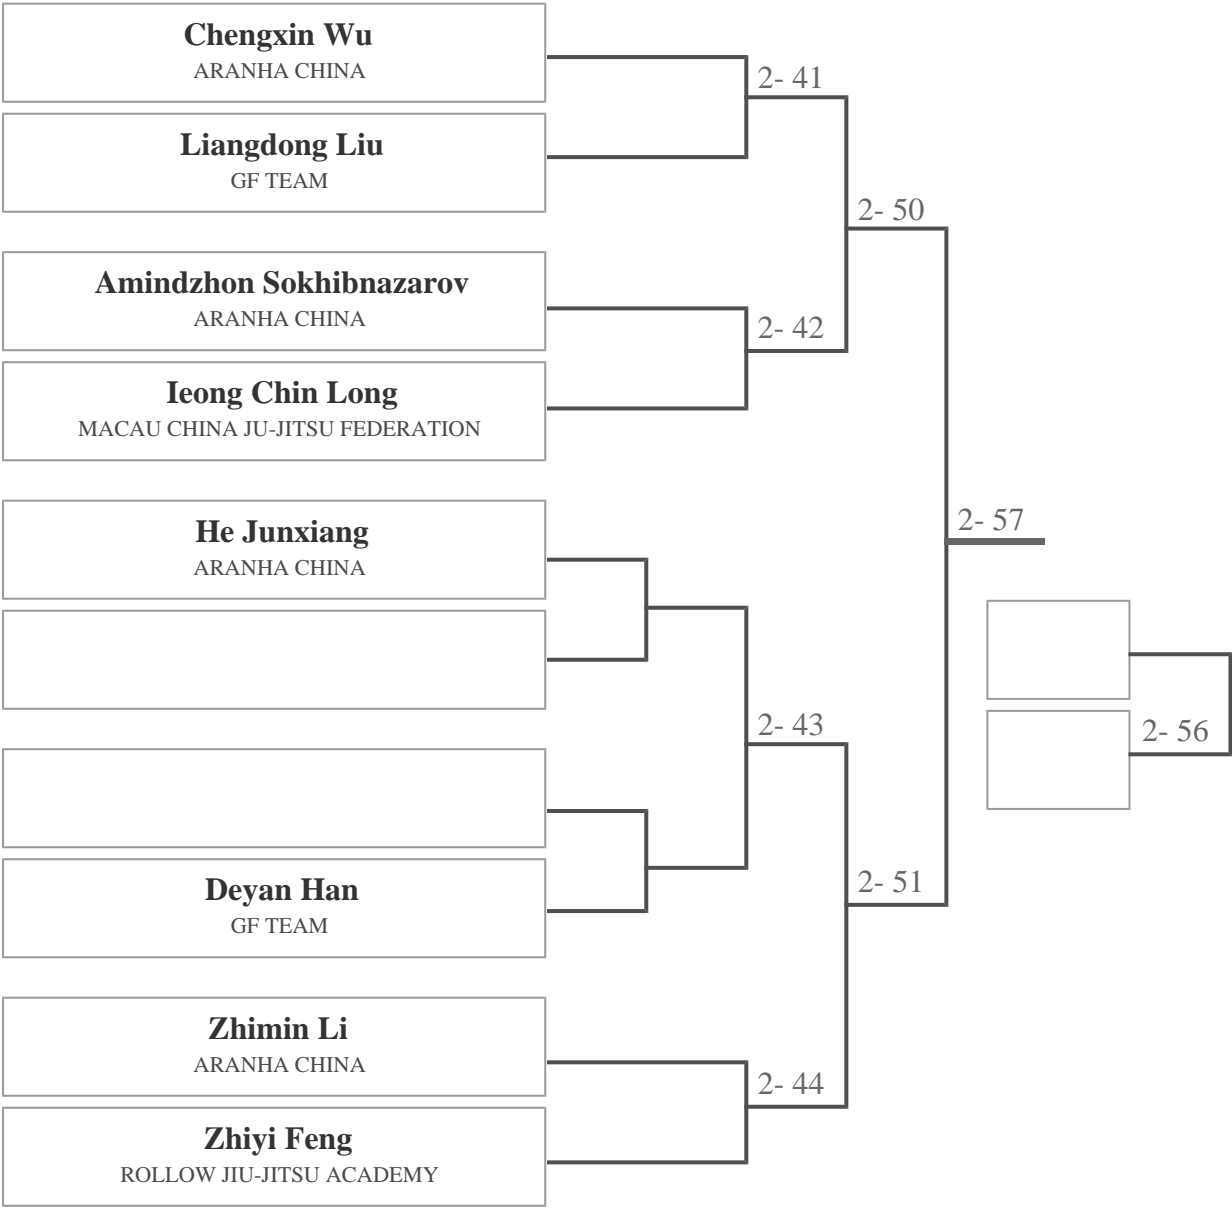 Chengxin Wu
ARANHA CHINA
2- 41
Liangdong Liu
GF TEAM
2- 50
Amindzhon Sokhibnazarov
ARANHA CHINA
2- 42
Ieong Chin Long
MACAU CHINA JU-JITSU FEDERATION
He Junxiang
ARANHA CHINA
2- 57
2- 43
2- 56
Deyan Han
GF TEAM
2- 51
Zhimin Li
ARANHA CHINA
2- 44
Zhiyi Feng
ROLLOW JIU-JITSU ACADEMY